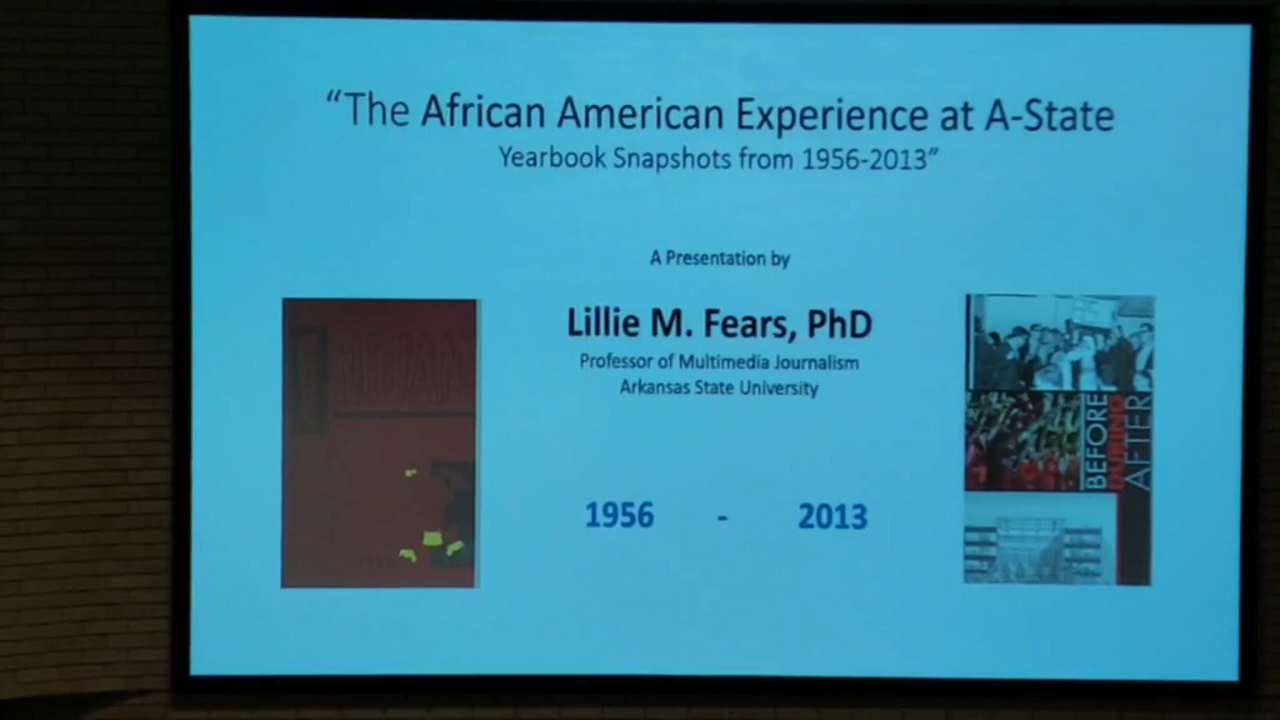 “The African American Experience at A-State
Yearbook Snapshots from 1956-2013”
A Presentation by
Lillie M. Fears, PhD
Professor of Multimedia Journalism
Arkansas State University
1956 - 2013
BEFORE
DURING
AFTER